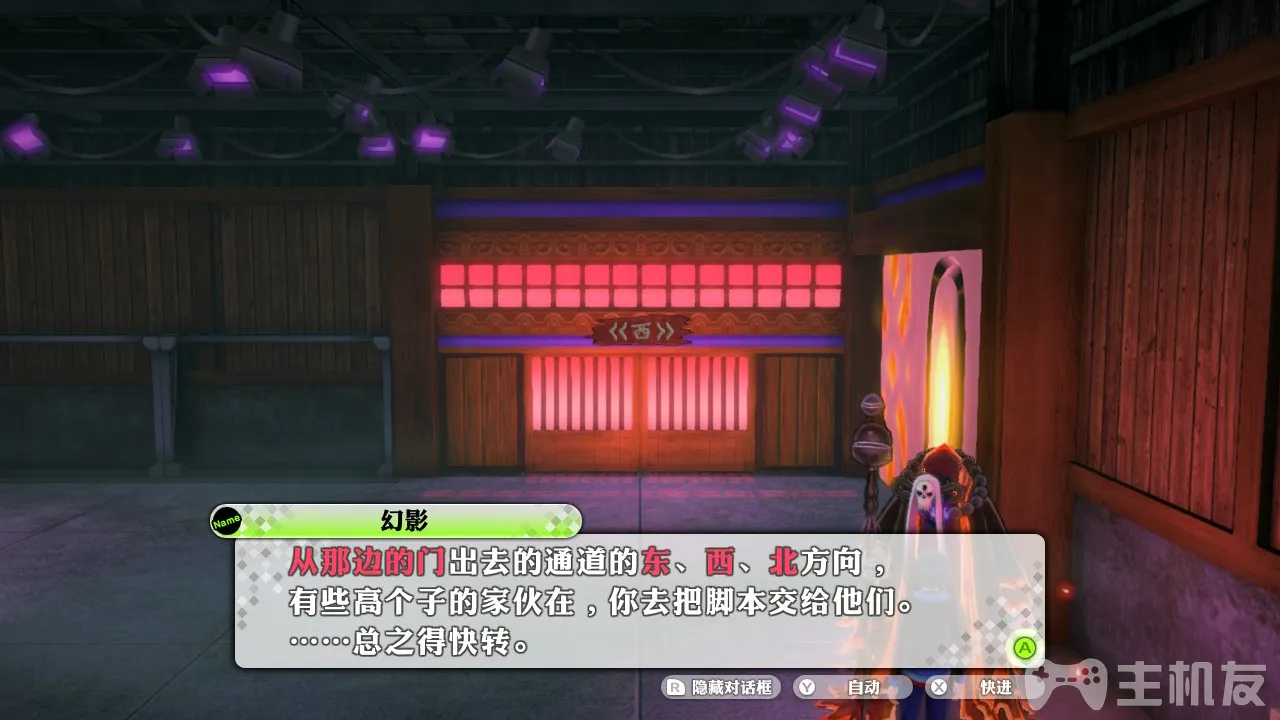 《西》
Name
幻影
从那边的门出去的通道的东、西、北方向，
有些高个子的家伙在，你去把脚本交给他们。
……总之得快转。
A
R 隐藏对话框 Y 自动 X 快进
主机友